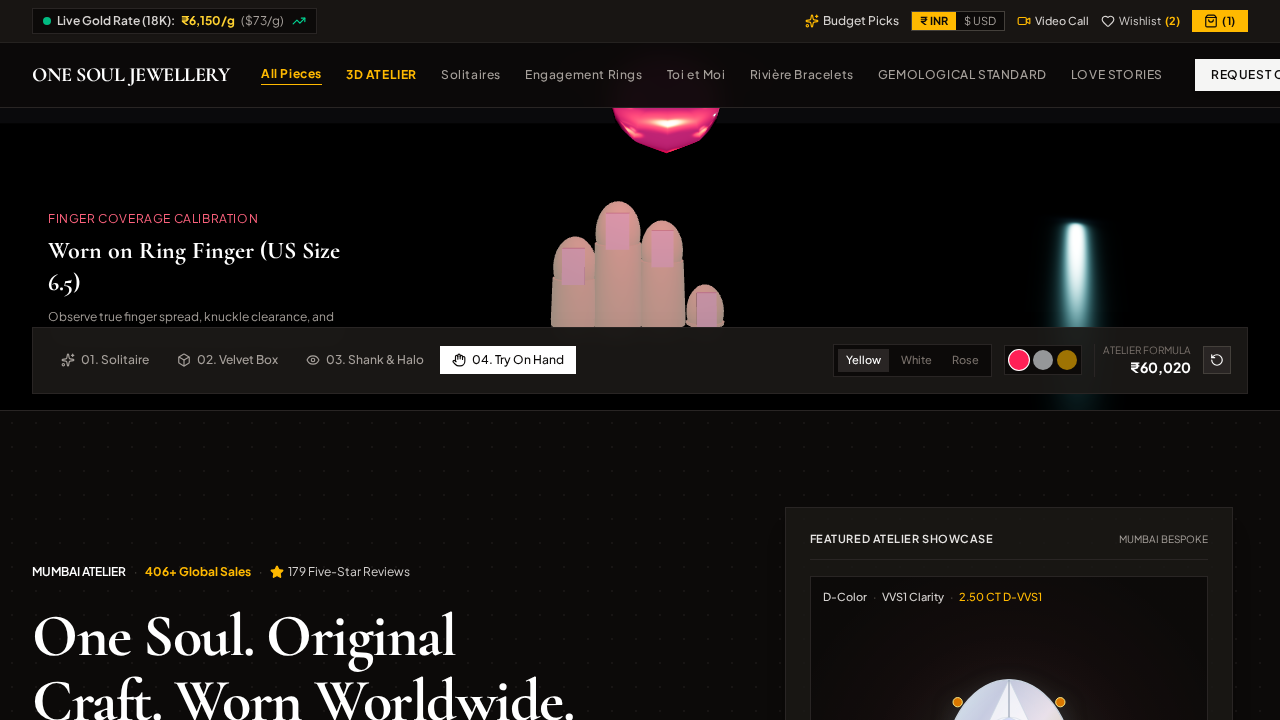 Live Gold Rate (18K): ₹6,150/g ($73/g)
Budget Picks ₹ INR $ USD Video Call Wishlist (2) (1)
ONE SOUL JEWELLERY All Pieces 3D ATELIER Solitaires Engagement Rings Toi et Moi Rivière Bracelets GEMOLOGICAL STANDARD LOVE STORIES REQUEST
FINGER COVERAGE CALIBRATION
Worn on Ring Finger (US Size
6.5)
Observe true finger spread, knuckle clearance, and
01. Solitaire 02. Velvet Box 03. Shank & Halo 04. Try On Hand Yellow White Rose
ATELIER FORMULA
₹60,020
FEATURED ATELIER SHOWCASE MUMBAI BESPOKE
D-Color · VVS1 Clarity · 2.50 CT D-VVS1
MUMBAI ATELIER · 406+ Global Sales · 179 Five-Star Reviews
One Soul. Original
Craft. Worn Worldwide.